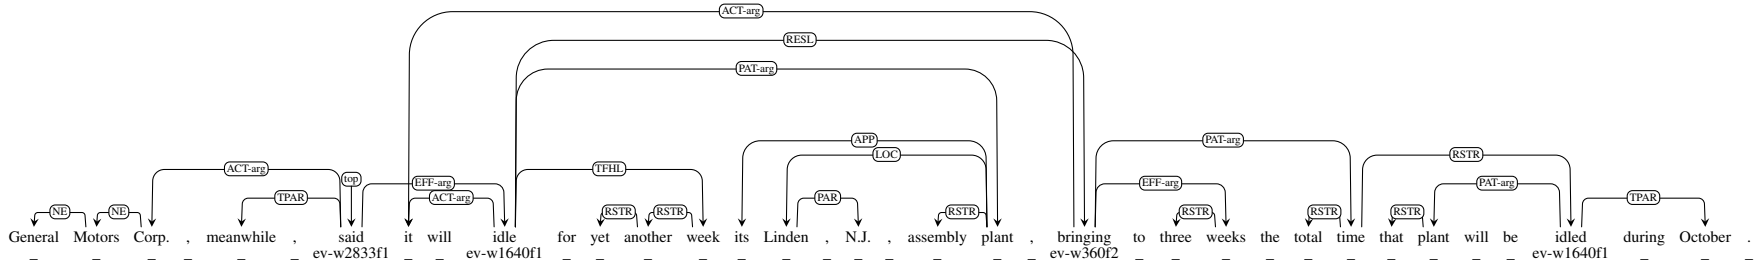 ACT-arg
RESL
PAT-arg
APP PAT-arg
LOC RSTR
ACT-arg TFHL
top EFF-arg EFF-arg PAT-arg
TPAR ACT-arg PAR TPAR
NE NE RSTR RSTR RSTR RSTR RSTR RSTR
General Motors Corp. , meanwhile , said it will idle for yet another week its Linden , N.J. , assembly plant , bringing to three weeks the total time that plant will be idled during October .
_ _ _ _ _ _ ev-w2833f1 _ _ ev-w1640f1 _ _ _ _ _ _ _ _ _ _ _ _ ev-w360f2 _ _ _ _ _ _ _ _ _ _ ev-w1640f1 _ _ _